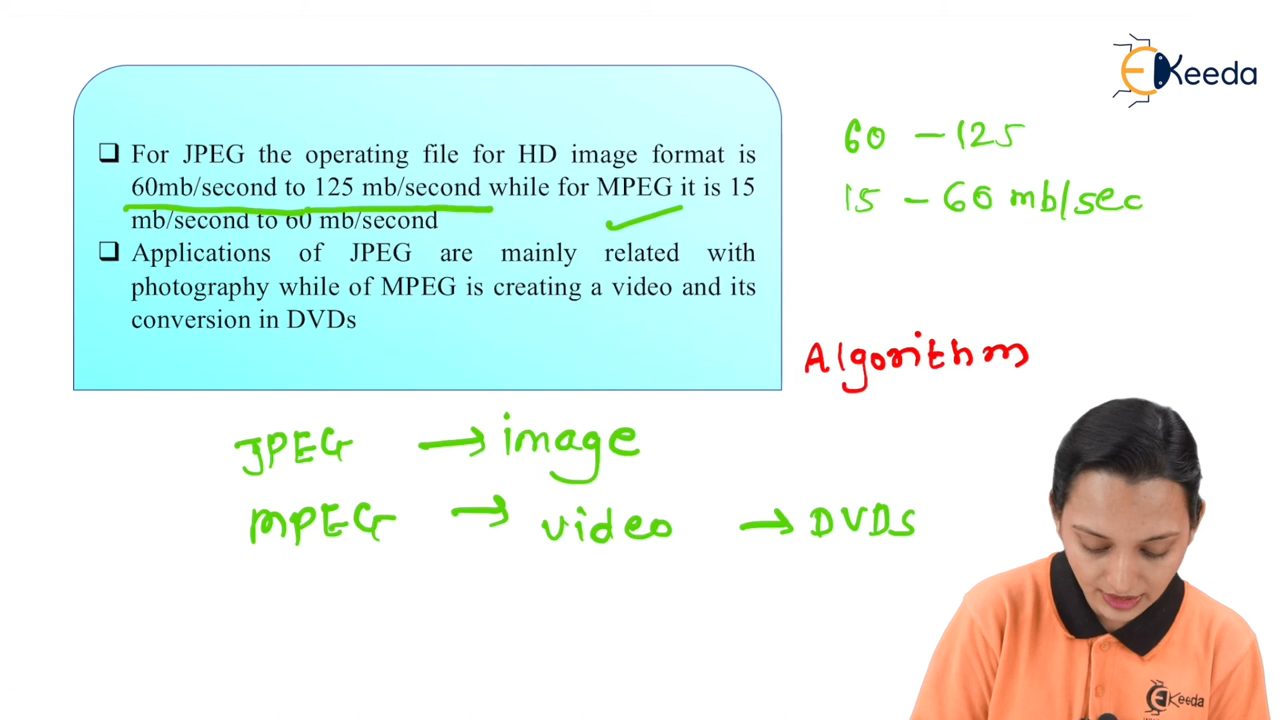 EKeeda
❑ For JPEG the operating file for HD image format is
60mb/second to 125 mb/second while for MPEG it is 15
mb/second to 60 mb/second
❑ Applications of JPEG are mainly related with
photography while of MPEG is creating a video and its
conversion in DVDs
60 – 125
15 – 60 mb/sec
Algorithm
JPEG → image
MPEG → video → DVDs
EKeeda